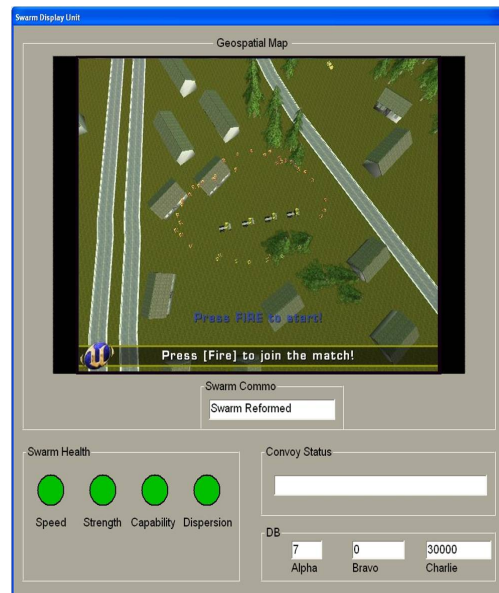 Swarm Display Unit
Geospatial Map
Press FIRE to start!
Press [Fire] to join the match!
Swarm Commo
Swarm Reformed
Swarm Health
Speed Strength Capability Dispersion
Convoy Status
DB
7 0 30000
Alpha Bravo Charlie